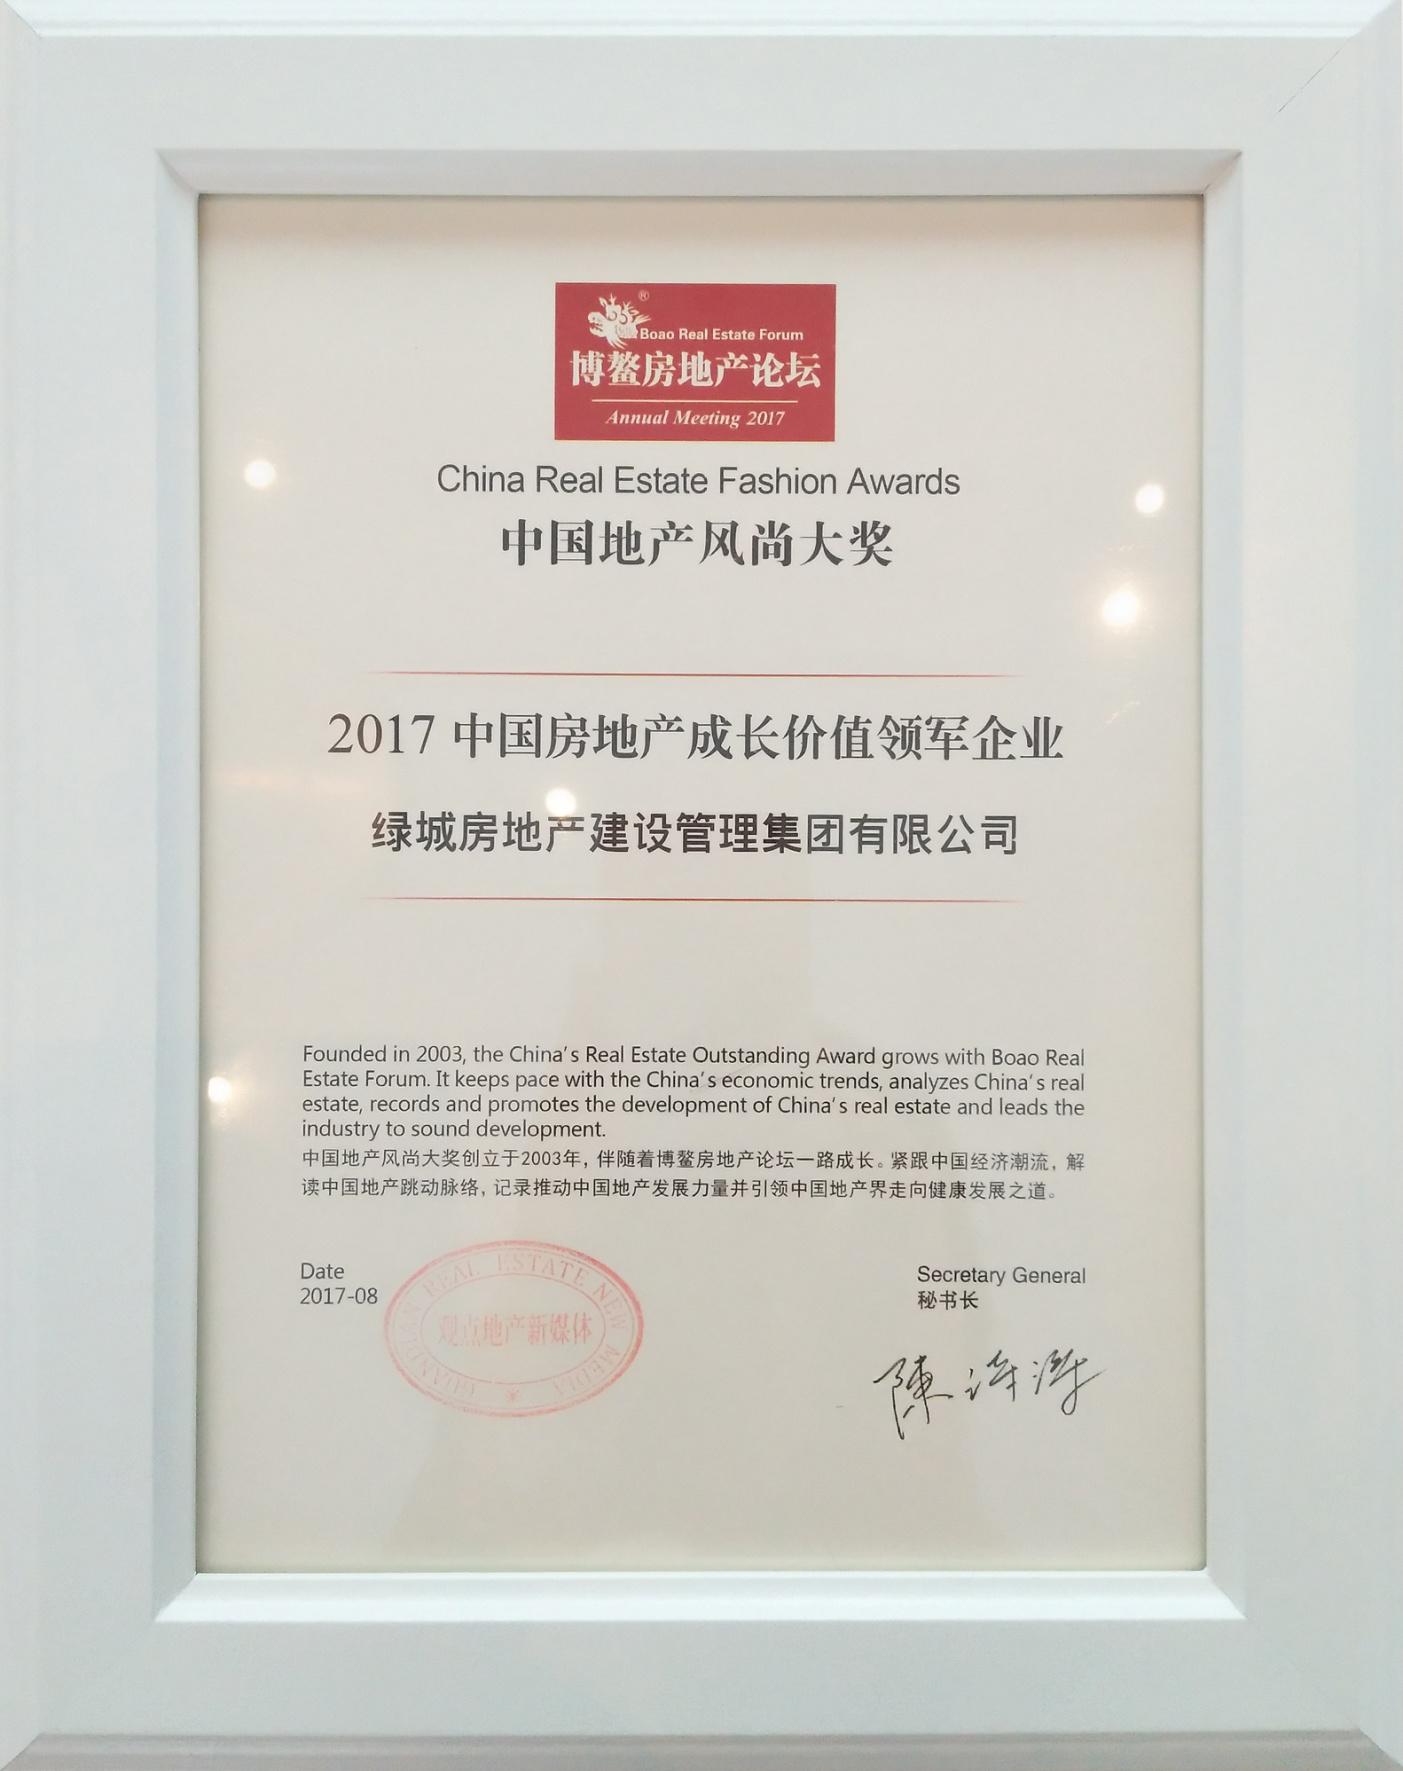 ®
Boao Real Estate Forum
博鳌房地产论坛
Annual Meeting 2017
China Real Estate Fashion Awards
中国地产风尚大奖
2017 中国房地产成长价值领军企业
绿城房地产建设管理集团有限公司
Founded in 2003, the China's Real Estate Outstanding Award grows with Boao Real
Estate Forum. It keeps pace with the China's economic trends, analyzes China's real
estate, records and promotes the development of China's real estate and leads the
industry to sound development.
中国地产风尚大奖创立于2003年，伴随着博鳌房地产论坛一路成长。紧跟中国经济潮流，解
读中国地产跳动脉络，记录推动中国地产发展力量并引领中国地产界走向健康发展之道。
Date
2017-08
GUANDIAN REAL ESTATE NEW MEDIA
观点地产新媒体
Secretary General
秘书长
陳